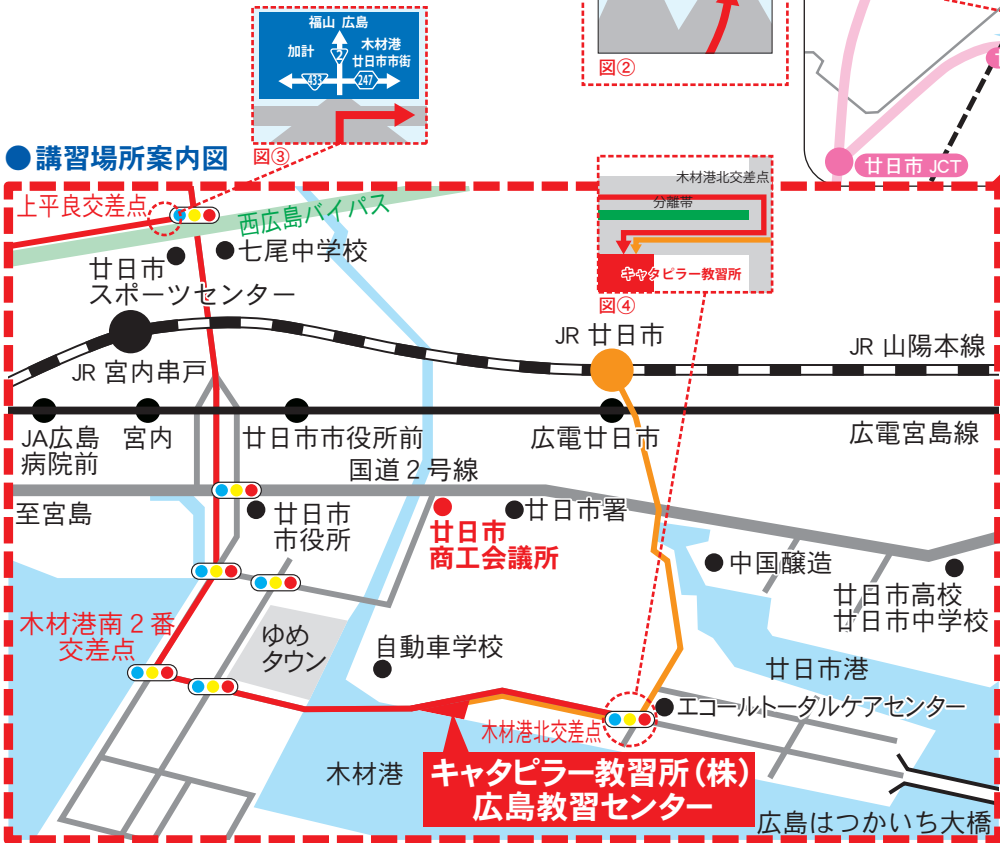 福山 広島
加計
木材港
廿日市市街
2
433
247
図③
図②
廿日市 JCT
●講習場所案内図
上平良交差点
西広島バイパス
木材港北交差点
分離帯
キャタピラー教習所
図④
七尾中学校
廿日市
スポーツセンター
JR 宮内串戸
JR 廿日市
JR 山陽本線
JA広島
病院前
宮内
廿日市市役所前
広電廿日市
広電宮島線
国道２号線
至宮島
廿日市
市役所
廿日市
商工会議所
廿日市署
中国醸造
廿日市高校
廿日市中学校
木材港南２番
交差点
ゆめ
タウン
自動車学校
廿日市港
エコールトータルケアセンター
木材港北交差点
木材港
キャタピラー教習所(株)
広島教習センター
広島はつかいち大橋